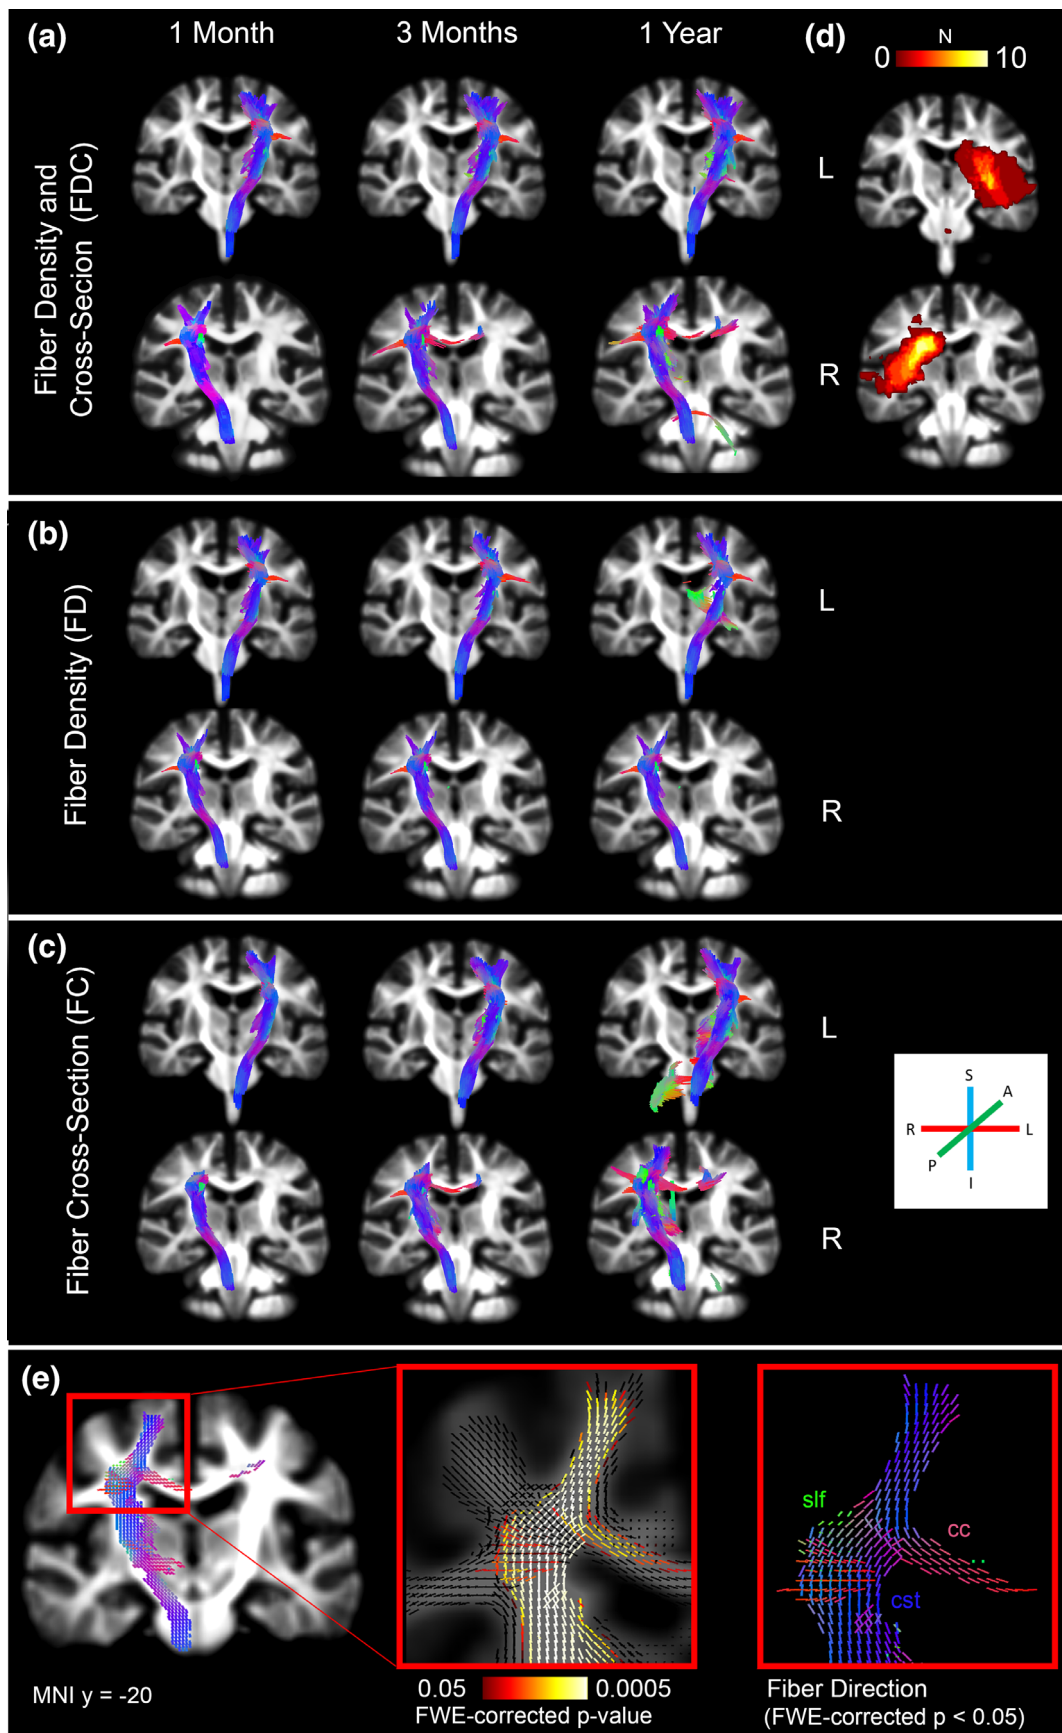 (a)
1 Month
3 Months
1 Year
(d)
N
0
10
Fiber Density and
Cross-Secion (FDC)
L
R
(b)
Fiber Density (FD)
L
R
(c)
Fiber Cross-Section (FC)
L
R
S
A
R
L
P
I
(e)
slf
cc
cst
MNI y = -20
0.05
0.0005
FWE-corrected p-value
Fiber Direction
(FWE-corrected p < 0.05)